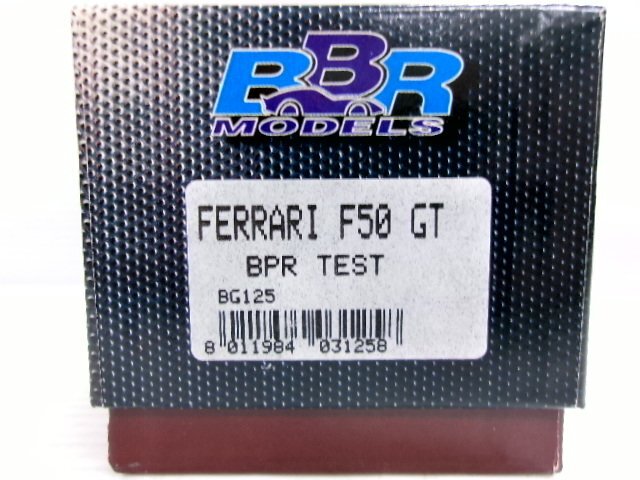 BBR
MODELS
FERRARI F50 GT
BPR TEST
BG125
8 011984 031258